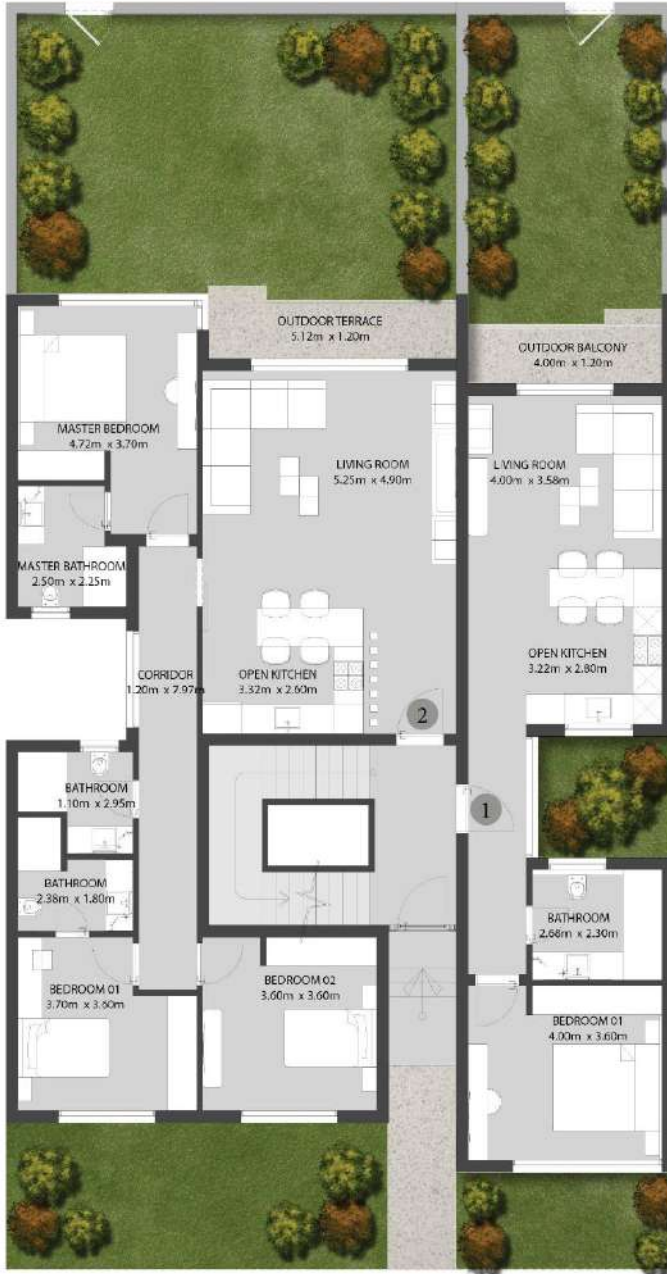 OUTDOOR TERRACE
5.12m x 1.20m
OUTDOOR BALCONY
4.00m x 1.20m
MASTER BEDROOM
4.72m x 3.70m
LIVING ROOM
5.25m x 4.90m
LIVING ROOM
4.00m x 3.58m
MASTER BATHROOM
2.50m x 2.25m
OPEN KITCHEN
3.22m x 2.80m
CORRIDOR
1.20m x 7.97m
OPEN KITCHEN
3.32m x 2.60m
2
1
BATHROOM
1.10m x 2.95m
BATHROOM
2.38m x 1.80m
BATHROOM
2.68m x 2.30m
BEDROOM 01
3.70m x 3.60m
BEDROOM 02
3.60m x 3.60m
BEDROOM 01
4.00m x 3.60m